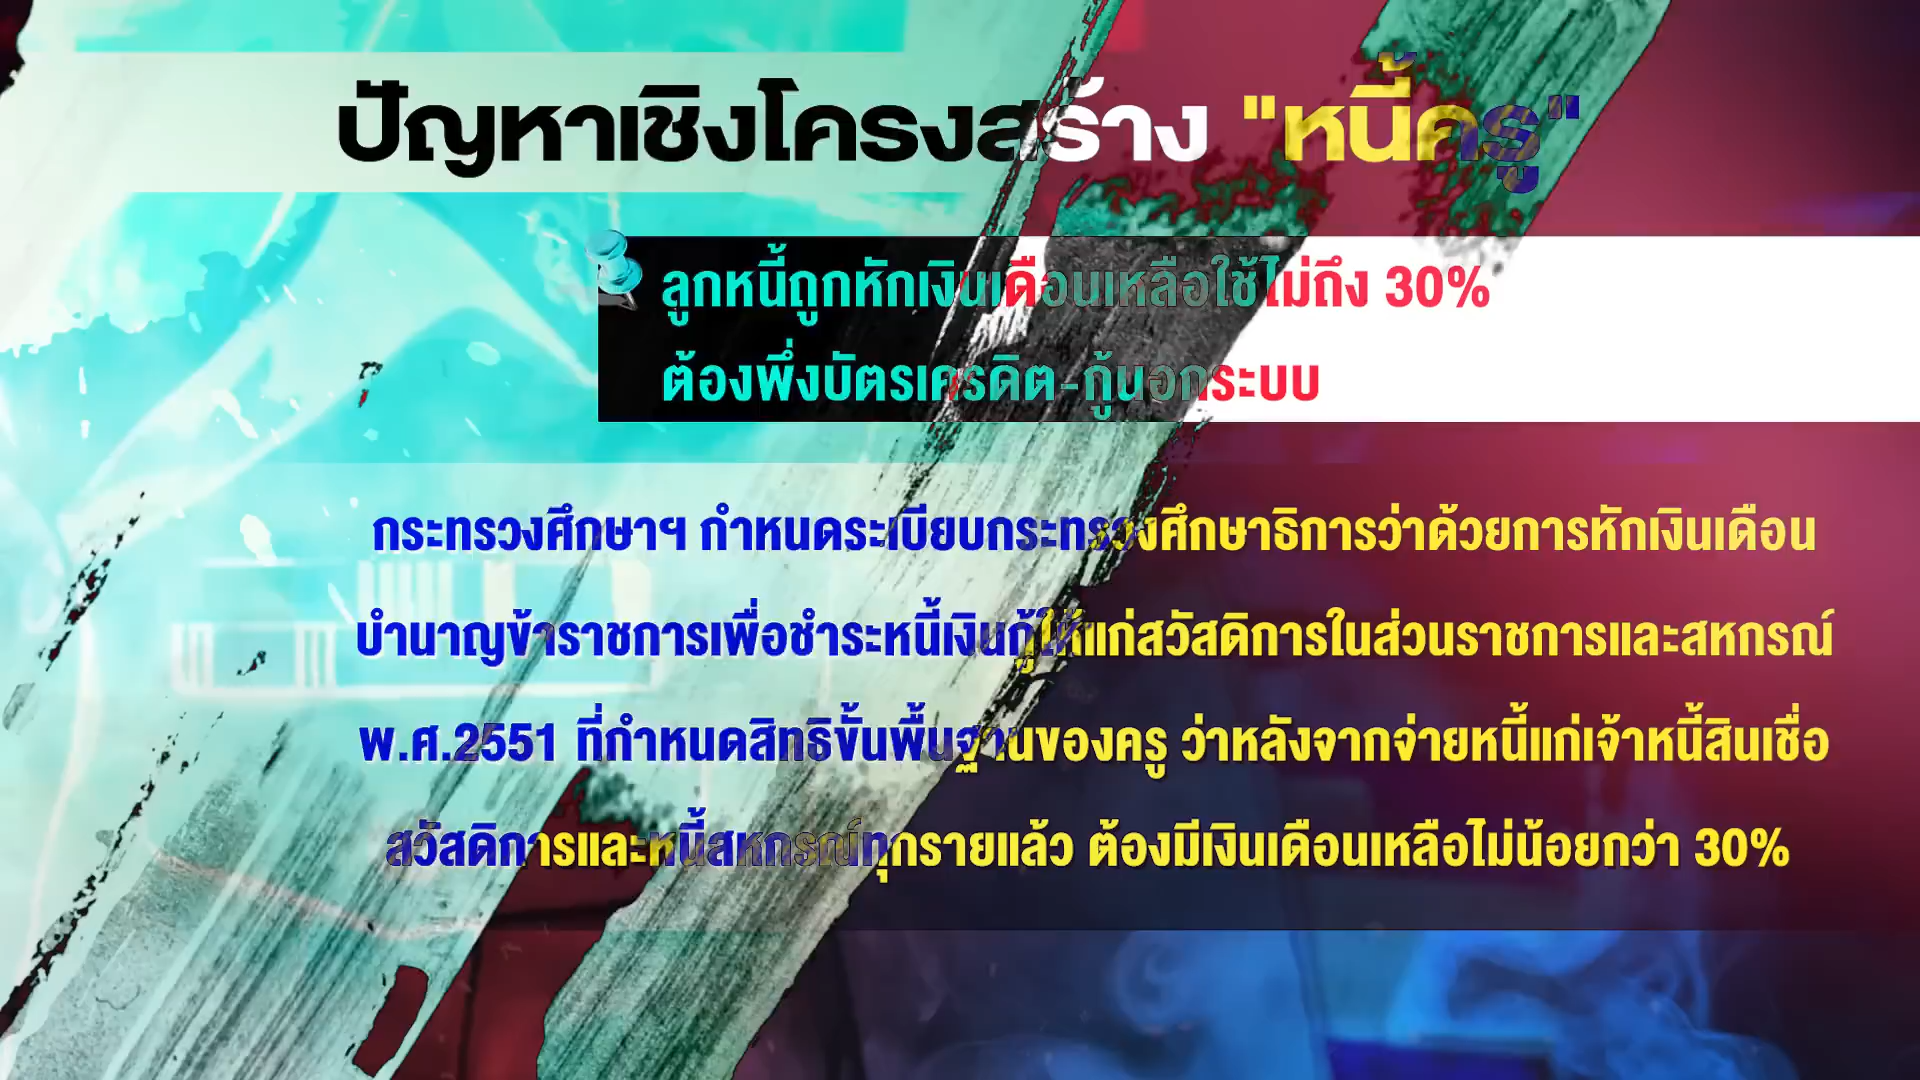 ปัญหาเชิงโครงสร้าง "หนี้ครู"
ลูกหนี้ถูกหักเงินเดือนเหลือใช้ไม่ถึง 30%
ต้องพึ่งบัตรเครดิต-กู้นอกระบบ
กระทรวงศึกษาฯ กำหนดระเบียบกระทรวงศึกษาธิการว่าด้วยการหักเงินเดือน
บำนาญข้าราชการเพื่อชำระหนี้เงินกู้ให้แก่สวัสดิการในส่วนราชการและสหกรณ์
พ.ศ.2551 ที่กำหนดสิทธิขั้นพื้นฐานของครู ว่าหลังจากจ่ายหนี้แก่เจ้าหนี้สินเชื่อ
สวัสดิการและหนี้สหกรณ์ทุกรายแล้ว ต้องมีเงินเดือนเหลือไม่น้อยกว่า 30%